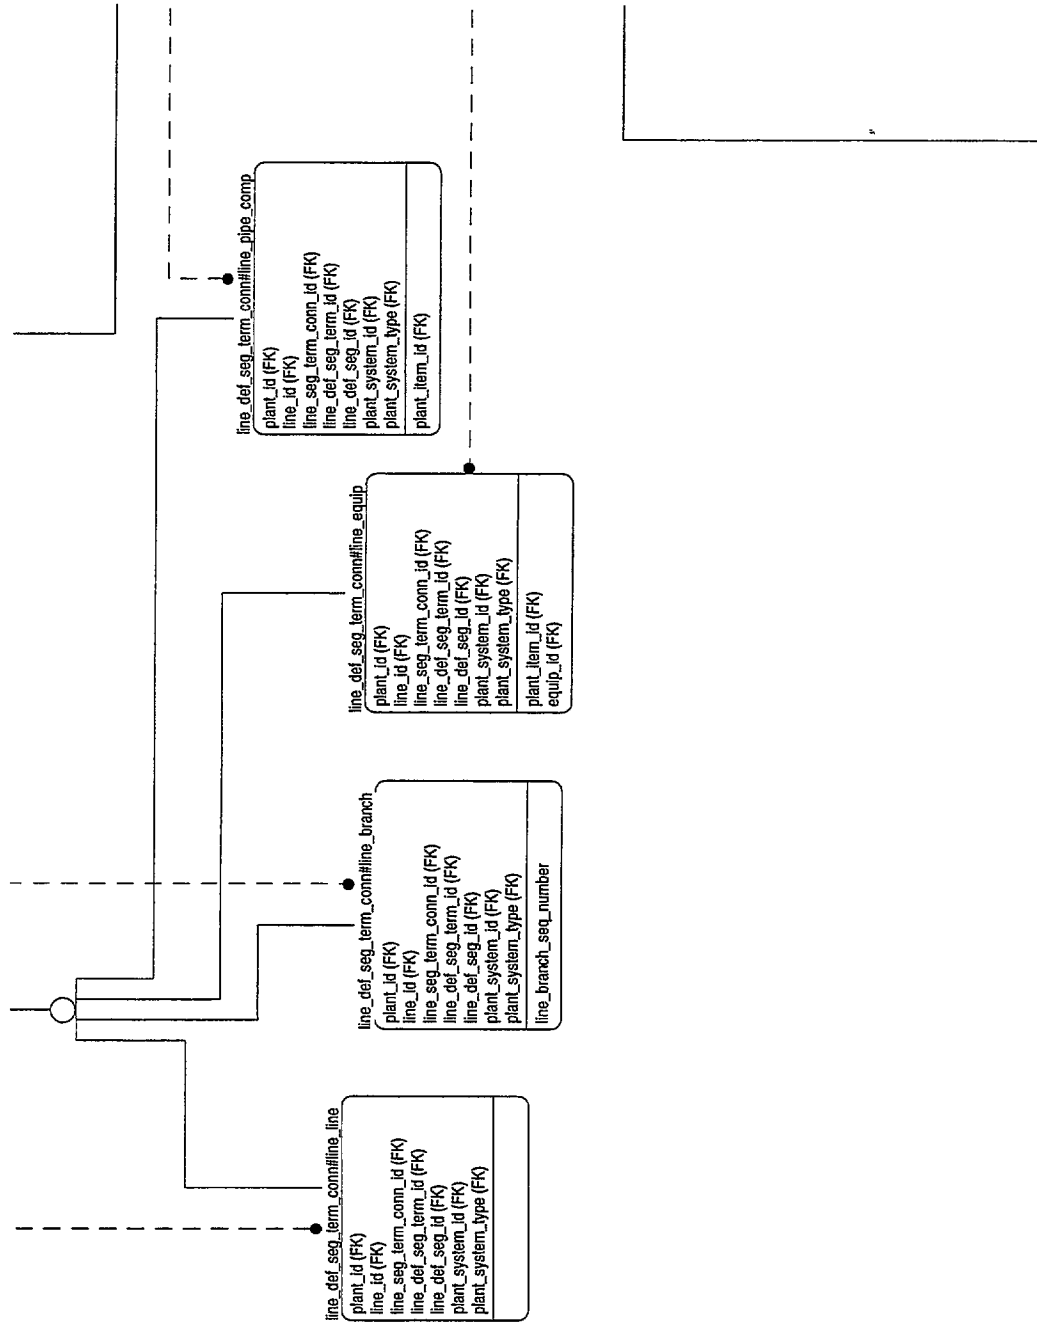 line_def_seg_term_conn#line_pipe_comp
plant_id (FK)
line_id (FK)
line_seg_term_conn_id (FK)
line_def_seg_term_id (FK)
line_def_seg_id (FK)
plant_system_id (FK)
plant_system_type (FK)
plant_item_id (FK)
line_def_seg_term_conn#line_equip
plant_id (FK)
line_id (FK)
line_seg_term_conn_id (FK)
line_def_seg_term_id (FK)
line_def_seg_id (FK)
plant_system_id (FK)
plant_system_type (FK)
plant_item_id (FK)
equip_id (FK)
line_def_seg_term_conn#line_branch
plant_id (FK)
line_id (FK)
line_seg_term_conn_id (FK)
line_def_seg_term_id (FK)
line_def_seg_id (FK)
plant_system_id (FK)
plant_system_type (FK)
line_branch_seq_number
line_def_seg_term_conn#line_line
plant_id (FK)
line_id (FK)
line_seg_term_conn_id (FK)
line_def_seg_term_id (FK)
line_def_seg_id (FK)
plant_system_id (FK)
plant_system_type (FK)